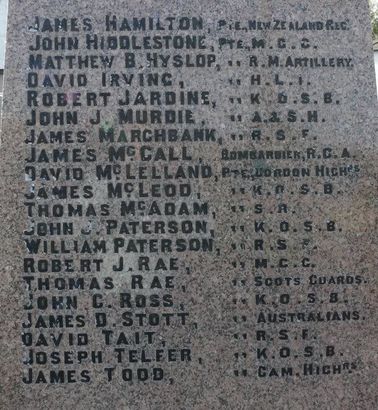 JAMES HAMILTON, PTE. NEW ZEALAND REG.
JOHN HIDDLESTONE, PTE. M.G.C.
MATTHEW B. HYSLOP, " R.M. ARTILLERY.
DAVID IRVING, " H.L.I.
ROBERT JARDINE, " K.O.S.B.
JOHN J. MURDIE, " A.&S.H.
JAMES MARCHBANK, " R.S.F.
JAMES MCCALL, BOMBARDIER, R.G.A.
DAVID MCLELLAND, PTE. GORDON HIGHRS
JAMES MCLEOD, " K.O.S.B.
THOMAS MCADAM, " S.R.
JOHN J. PATERSON, " K.O.S.B.
WILLIAM PATERSON, " R.S.F.
ROBERT J. RAE, " M.G.C.
THOMAS RAE, " SCOTS GUARDS.
JOHN G. ROSS, " K.O.S.B.
JAMES D. STOTT, " AUSTRALIANS.
DAVID TAIT, " R.S.F.
JOSEPH TELFER, " K.O.S.B.
JAMES TODD, " CAM. HIGHRS